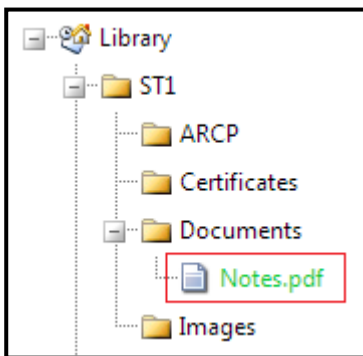 Library
ST1
ARCP
Certificates
Documents
Notes.pdf
Images